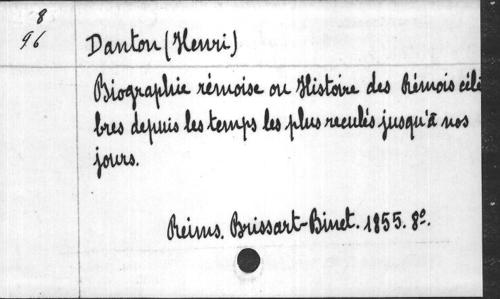 8
96
Danton (Henri)
Biographie rémoise ou Histoire des Rémois célè
bres depuis les temps les plus reculés jusqu'à nos
jours.
Reims. Brissart-Binet. 1855. 8º.